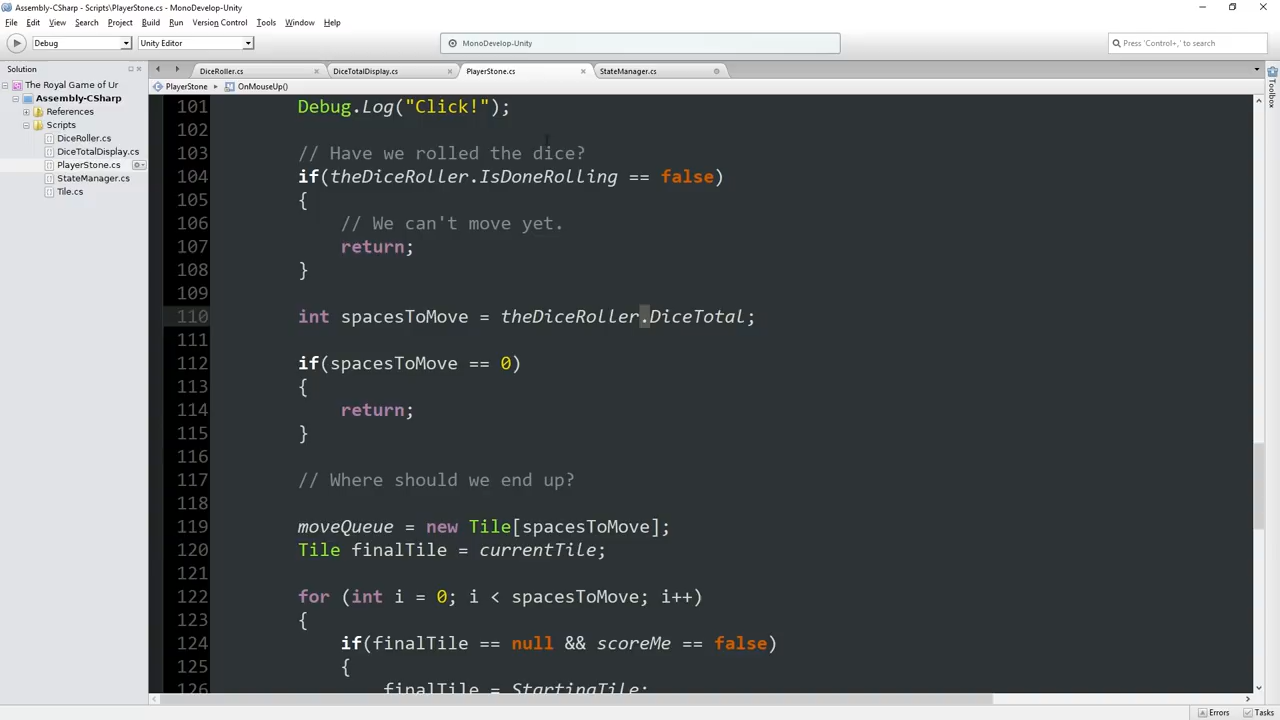 Assembly-CSharp - Scripts\PlayerStone.cs - MonoDevelop-Unity
File Edit View Search Project Build Run Version Control Tools Window Help
Debug Unity Editor MonoDevelop-Unity Press 'Control+,' to search
Solution DiceRoller.cs DiceTotalDisplay.cs PlayerStone.cs StateManager.cs
The Royal Game of Ur PlayerStone OnMouseUp() Toolbox
Assembly-CSharp
References
Scripts
DiceRoller.cs
DiceTotalDisplay.cs
PlayerStone.cs
StateManager.cs
Tile.cs
101 Debug.Log("Click!");
102
103 // Have we rolled the dice?
104 if(theDiceRoller.IsDoneRolling == false)
105 {
106 // We can't move yet.
107 return;
108 }
109
110 int spacesToMove = theDiceRoller.DiceTotal;
111
112 if(spacesToMove == 0)
113 {
114 return;
115 }
116
117 // Where should we end up?
118
119 moveQueue = new Tile[spacesToMove];
120 Tile finalTile = currentTile;
121
122 for (int i = 0; i < spacesToMove; i++)
123 {
124 if(finalTile == null && scoreMe == false)
125 {
126 finalTile = StartingTile;
Errors Tasks